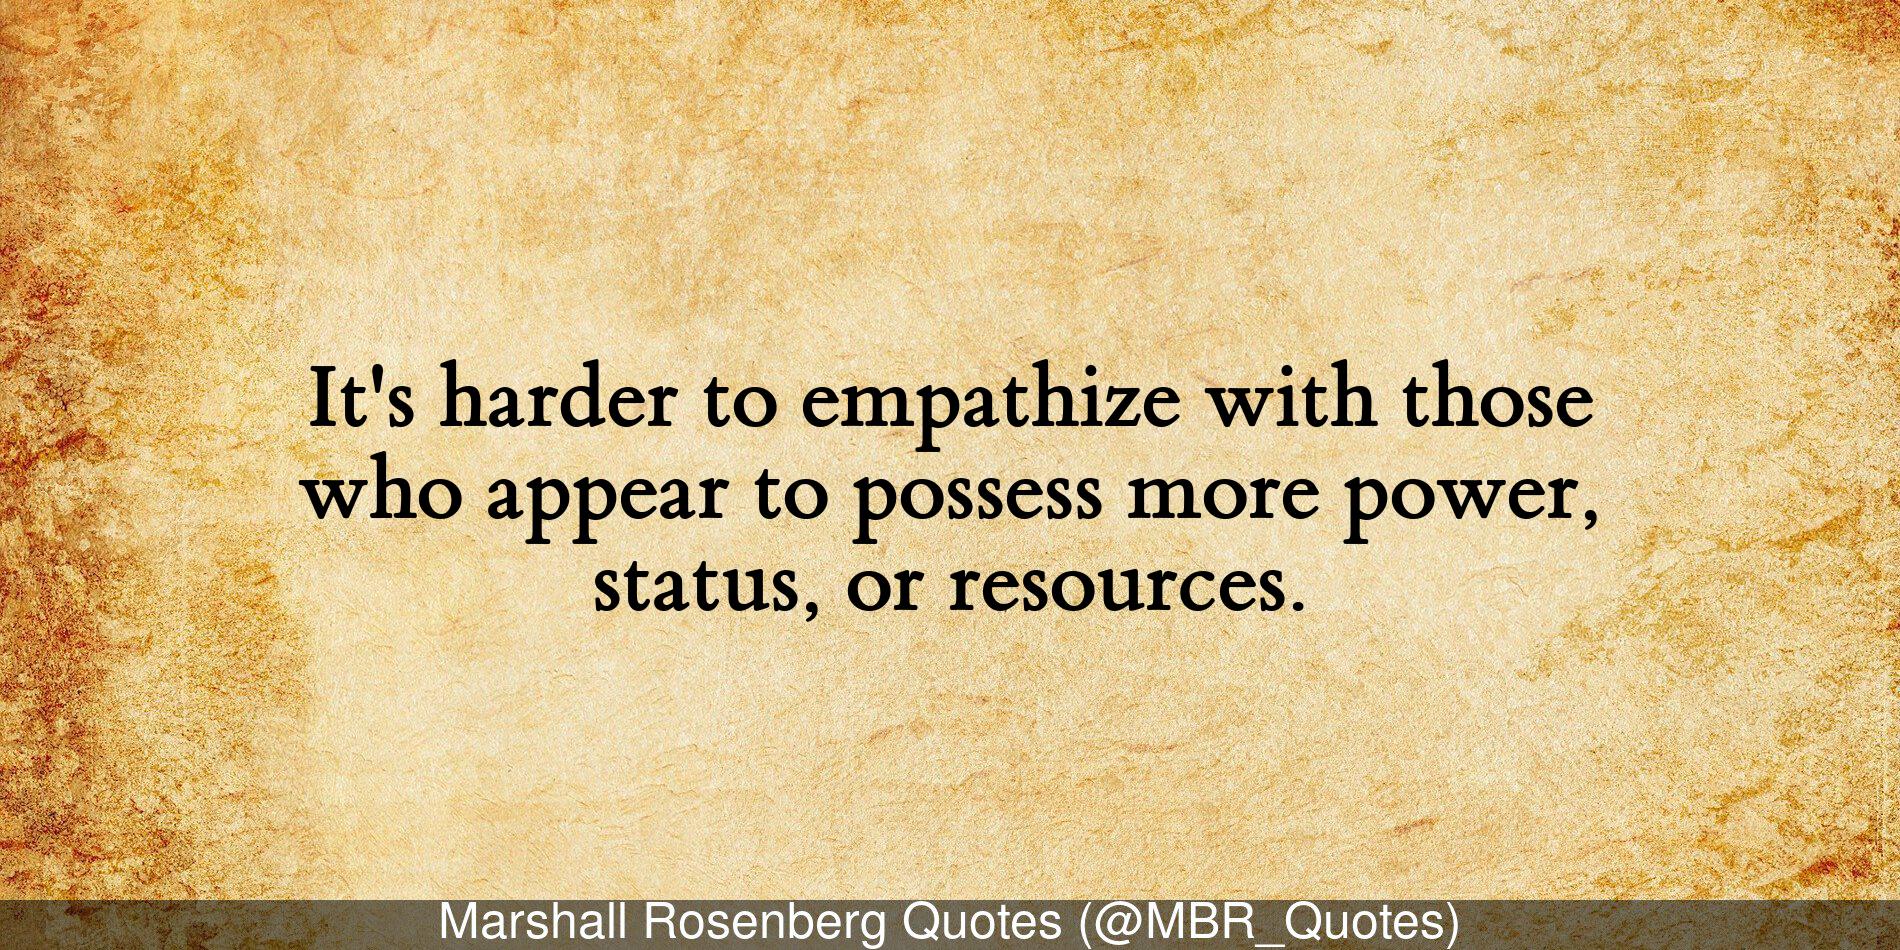 It's harder to empathize with those
who appear to possess more power,
status, or resources.
Marshall Rosenberg Quotes (@MBR_Quotes)